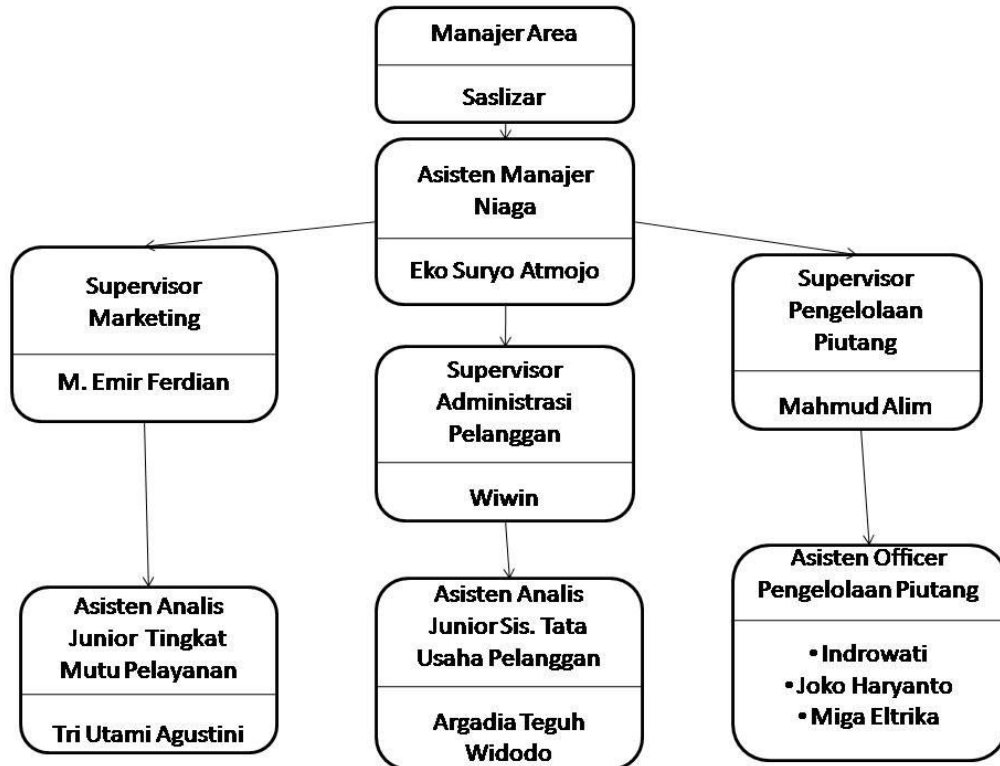 Manajer Area
Saslizar
Asisten Manajer
Niaga
Eko Suryo Atmojo
Supervisor
Marketing
M. Emir Ferdian
Supervisor
Administrasi
Pelanggan
Wiwin
Supervisor
Pengelolaan
Piutang
Mahmud Alim
Asisten Analis
Junior Tingkat
Mutu Pelayanan
Tri Utami Agustini
Asisten Analis
Junior Sis. Tata
Usaha Pelanggan
Argadia Teguh
Widodo
Asisten Officer
Pengelolaan Piutang
•Indrowati
•Joko Haryanto
•Miga Eltrika